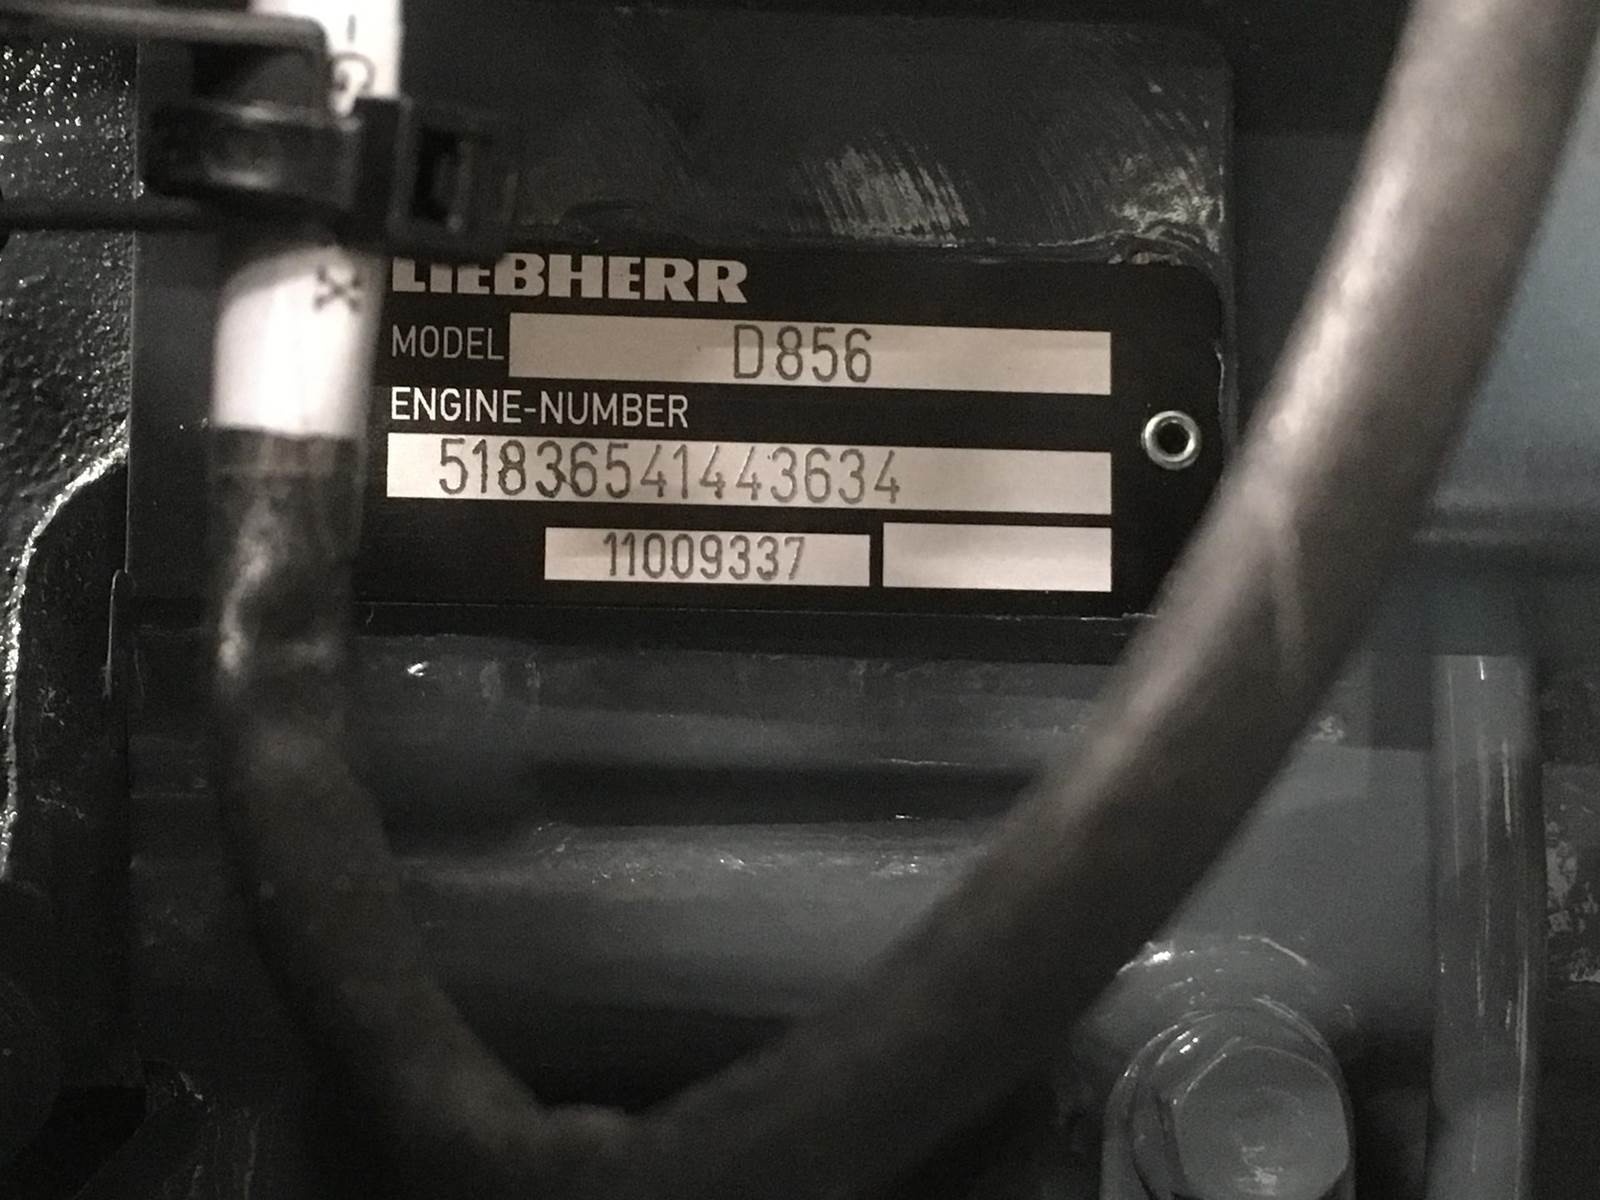 LIEBHERR
MODEL D856
ENGINE-NUMBER
51836541443634
11009337